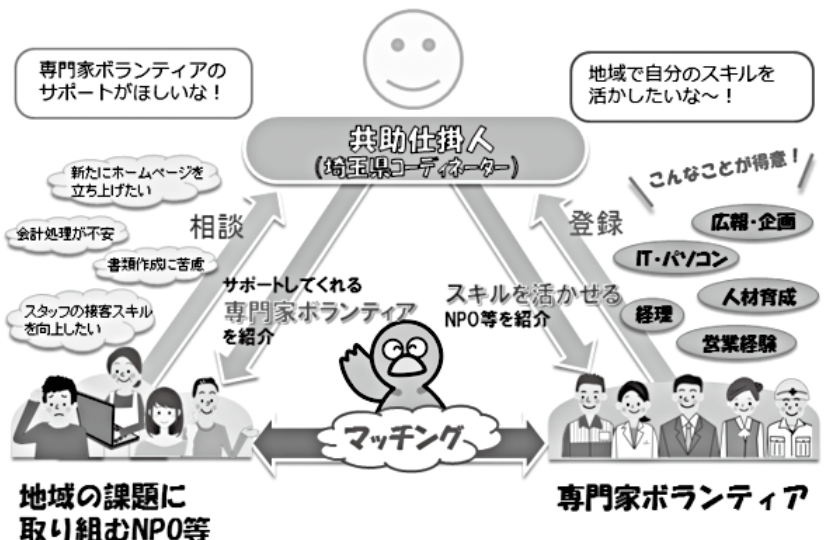 専門家ボランティアの
サポートがほしいな！
地域で自分のスキルを
活かしたいな～！
共助仕掛人
(埼玉県コーディネーター)
新たにホームページを
立ち上げたい
会計処理が不安
書類作成に苦慮
スタッフの接客スキル
を向上したい
相談
登録
こんなことが得意！
広報・企画
IT・パソコン
人材育成
経理
営業経験
サポートしてくれる
専門家ボランティア
を紹介
スキルを活かせる
NPO等を紹介
マッチング
地域の課題に
取り組むNPO等
専門家ボランティア